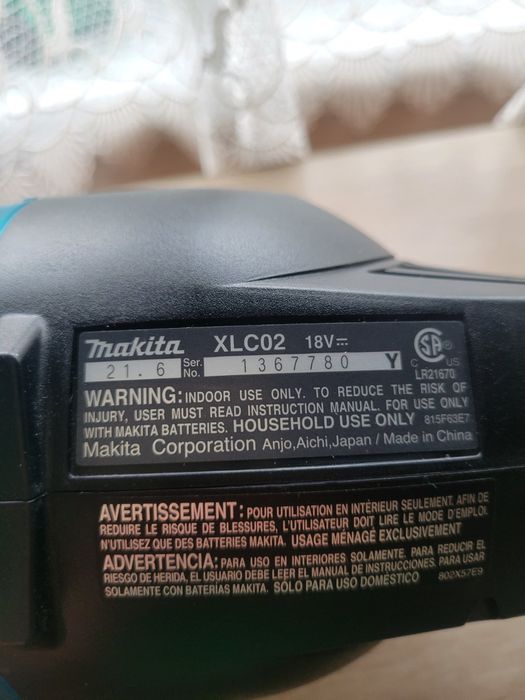 makita XLC02 18V⎓
21.6 Ser. No. 1367780 Y
SA ® C US
LR21670
WARNING: INDOOR USE ONLY. TO REDUCE THE RISK OF
INJURY, USER MUST READ INSTRUCTION MANUAL. FOR USE ONLY
WITH MAKITA BATTERIES. HOUSEHOLD USE ONLY 815F63E7
Makita Corporation Anjo,Aichi,Japan / Made in China
AVERTISSEMENT: POUR UTILISATION EN INTÉRIEUR SEULEMENT. AFIN DE
RÉDUIRE LE RISQUE DE BLESSURES, L'UTILISATEUR DOIT LIRE LE MODE D'EMPLOI.
N'UTILISEZ QUE DES BATTERIES MAKITA. USAGE MÉNAGÉ EXCLUSIVEMENT
ADVERTENCIA: PARA USO EN INTERIORES SOLAMENTE. PARA REDUCIR EL
RIESGO DE HERIDA, EL USUARIO DEBE LEER EL MANUAL DE INSTRUCCIONES. PARA USAR
SOLAMENTE CON BATERÍAS MAKITA. SÓLO PARA USO DOMÉSTICO 802X57E9